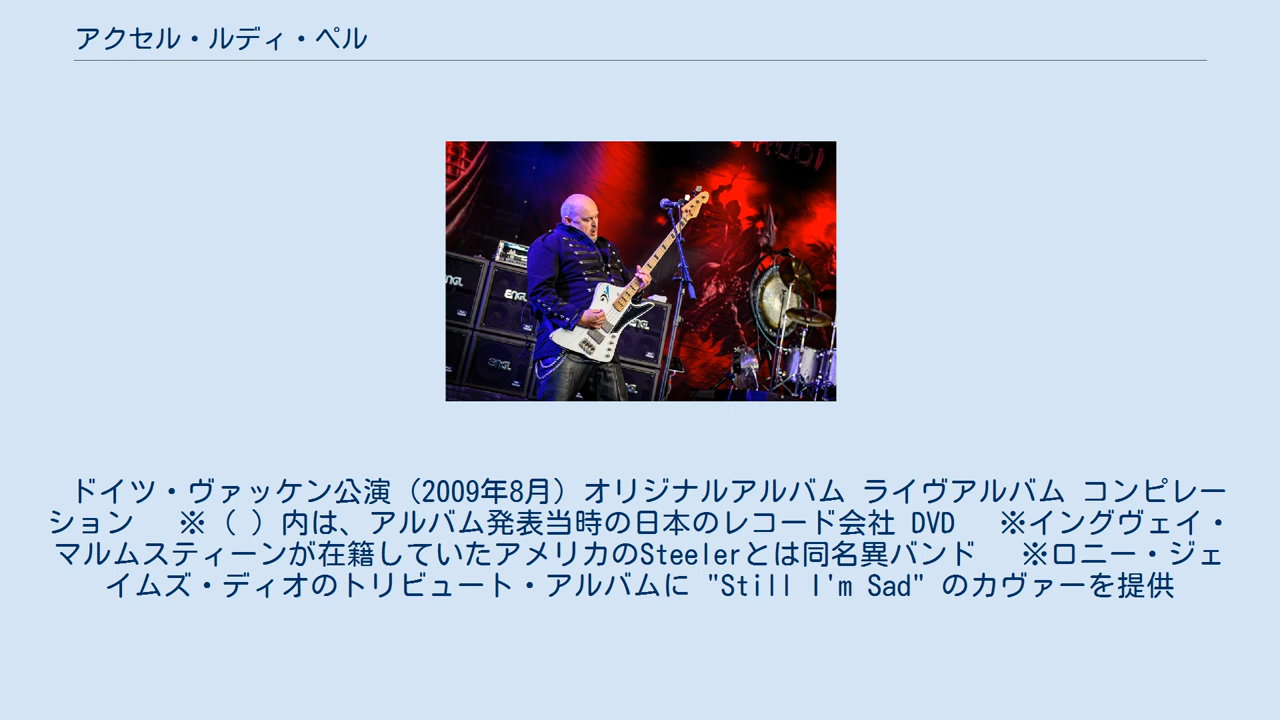 アクセル・ルディ・ペル
ENGL
ENGL
ENGL
ENGL
ドイツ・ヴァッケン公演（2009年8月）オリジナルアルバム ライヴアルバム コンピレー
ション　 ※（ ）内は、アルバム発表当時の日本のレコード会社 DVD　 ※イングヴェイ・
マルムスティーンが在籍していたアメリカのSteelerとは同名異バンド　 ※ロニー・ジェ
イムズ・ディオのトリビュート・アルバムに "Still I'm Sad" のカヴァーを提供